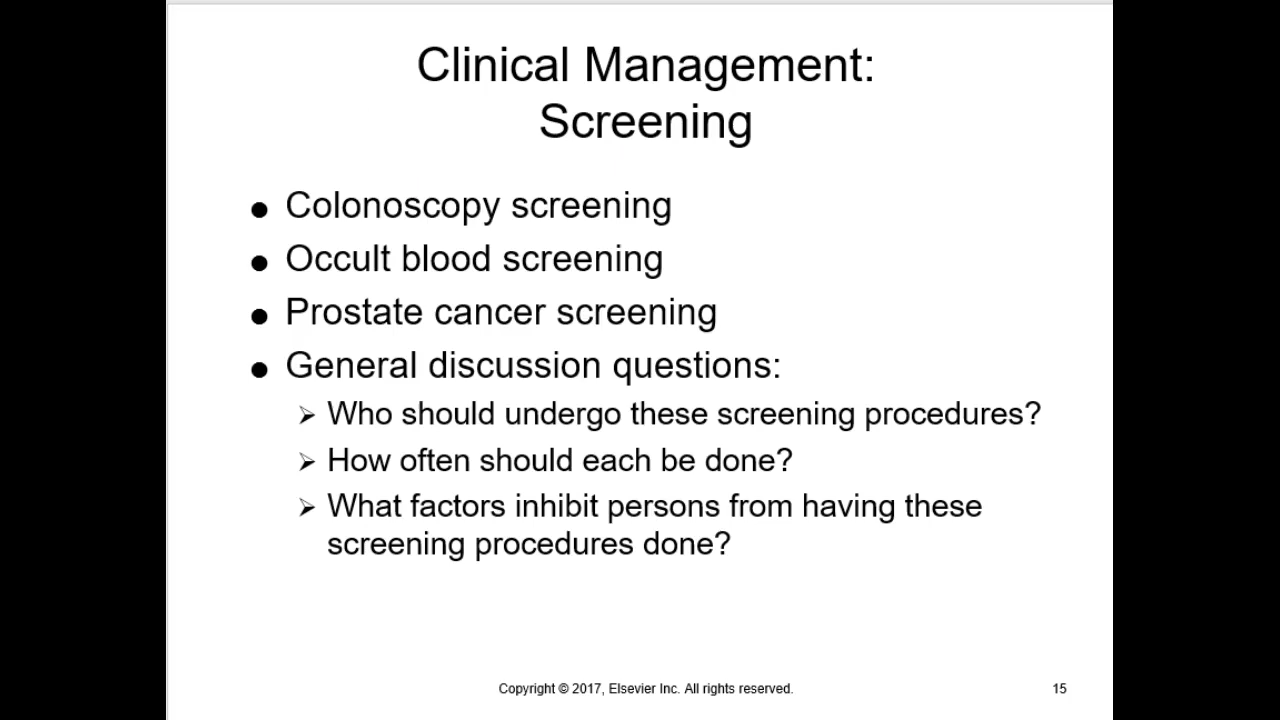 Clinical Management:
Screening
● Colonoscopy screening
● Occult blood screening
● Prostate cancer screening
● General discussion questions:
➢ Who should undergo these screening procedures?
➢ How often should each be done?
➢ What factors inhibit persons from having these
screening procedures done?
Copyright © 2017, Elsevier Inc. All rights reserved.
15